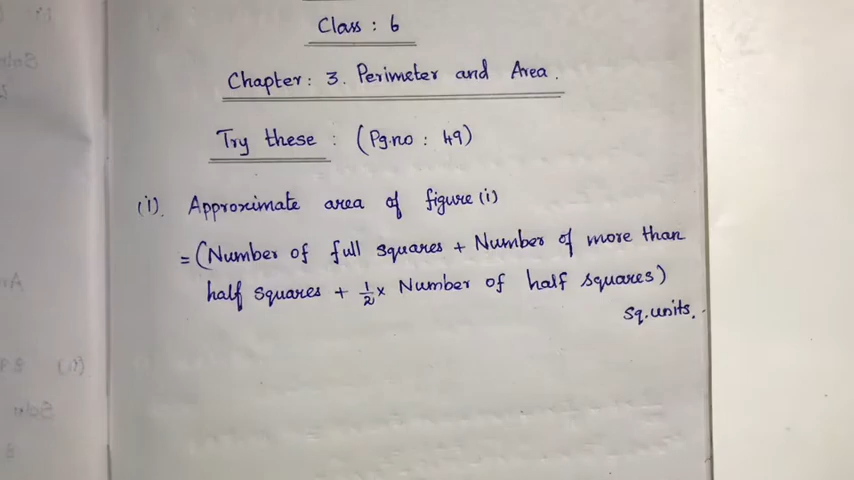 Class : 6
Chapter : 3. Perimeter and Area.
Try these : (Pg.no : 49)
(i). Approximate area of figure (i)
= (Number of full squares + Number of more than
half squares + 1/2 × Number of half squares)
sq.units.